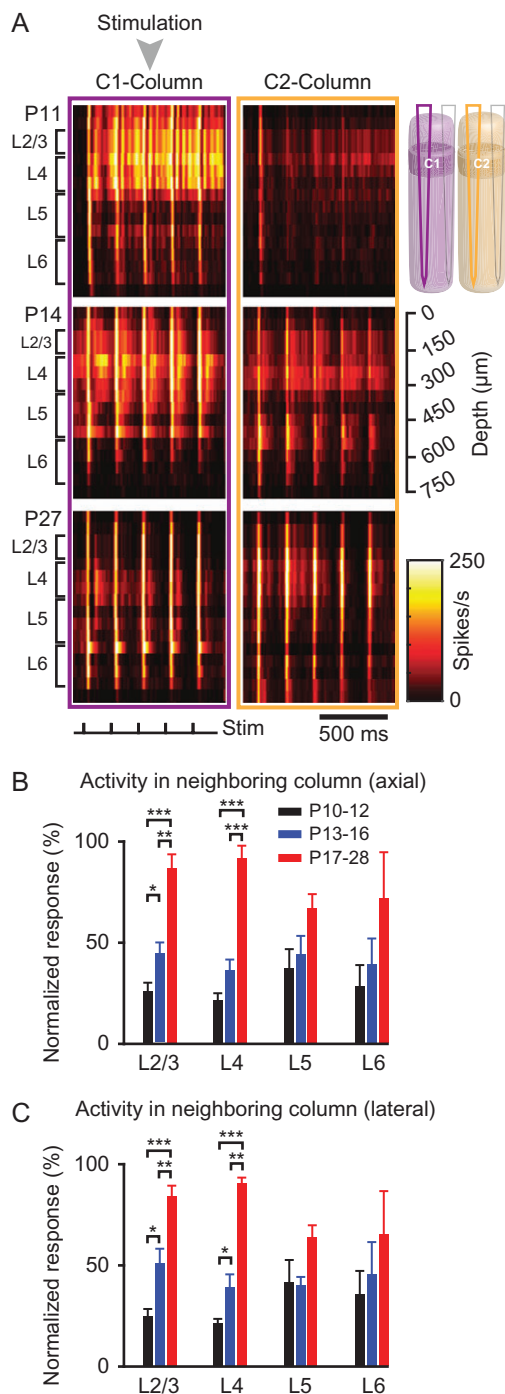 A
Stimulation
C1-Column
C2-Column
P11
L2/3
L4
L5
L6
C1
C2
P14
L2/3
L4
L5
L6
0
150
300
450
600
750
Depth (µm)
P27
L2/3
L4
L5
L6
250
0
Spikes/s
Stim
500 ms
B
Activity in neighboring column (axial)
P10-12
P13-16
P17-28
Normalized response (%)
100
50
0
*** ***
** ***
*
L2/3 L4 L5 L6
C
Activity in neighboring column (lateral)
Normalized response (%)
100
50
0
*** ***
** **
* *
L2/3 L4 L5 L6